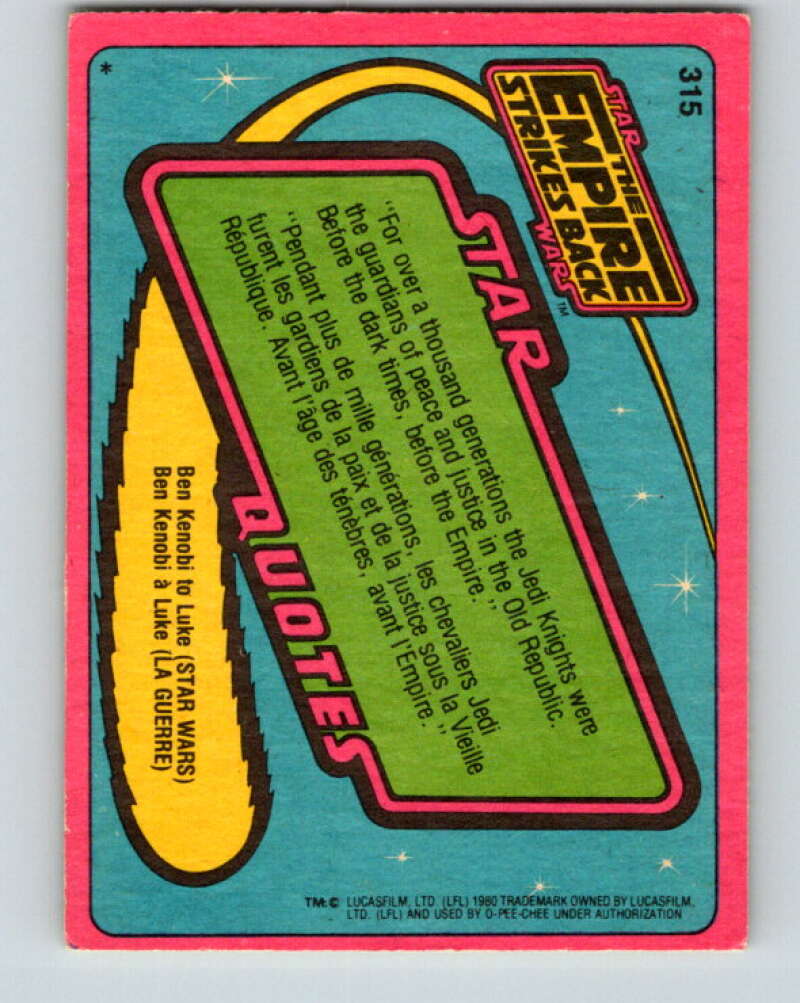 315
STAR
THE
EMPIRE
STRIKES BACK
WARS™
STAR
"For over a thousand generations the Jedi Knights were
the guardians of peace and justice in the Old Republic.
Before the dark times, before the Empire."
"Pendant plus de mille générations, les chevaliers Jedi
furent les gardiens de la paix et de la justice sous la Vieille
République. Avant l'âge des ténèbres, avant l'Empire."
QUOTES
Ben Kenobi to Luke (STAR WARS)
Ben Kenobi à Luke (LA GUERRE)
*
TM: © LUCASFILM, LTD. (LFL) 1980 TRADEMARK OWNED BY LUCASFILM,
LTD. (LFL) AND USED BY O-PEE-CHEE UNDER AUTHORIZATION